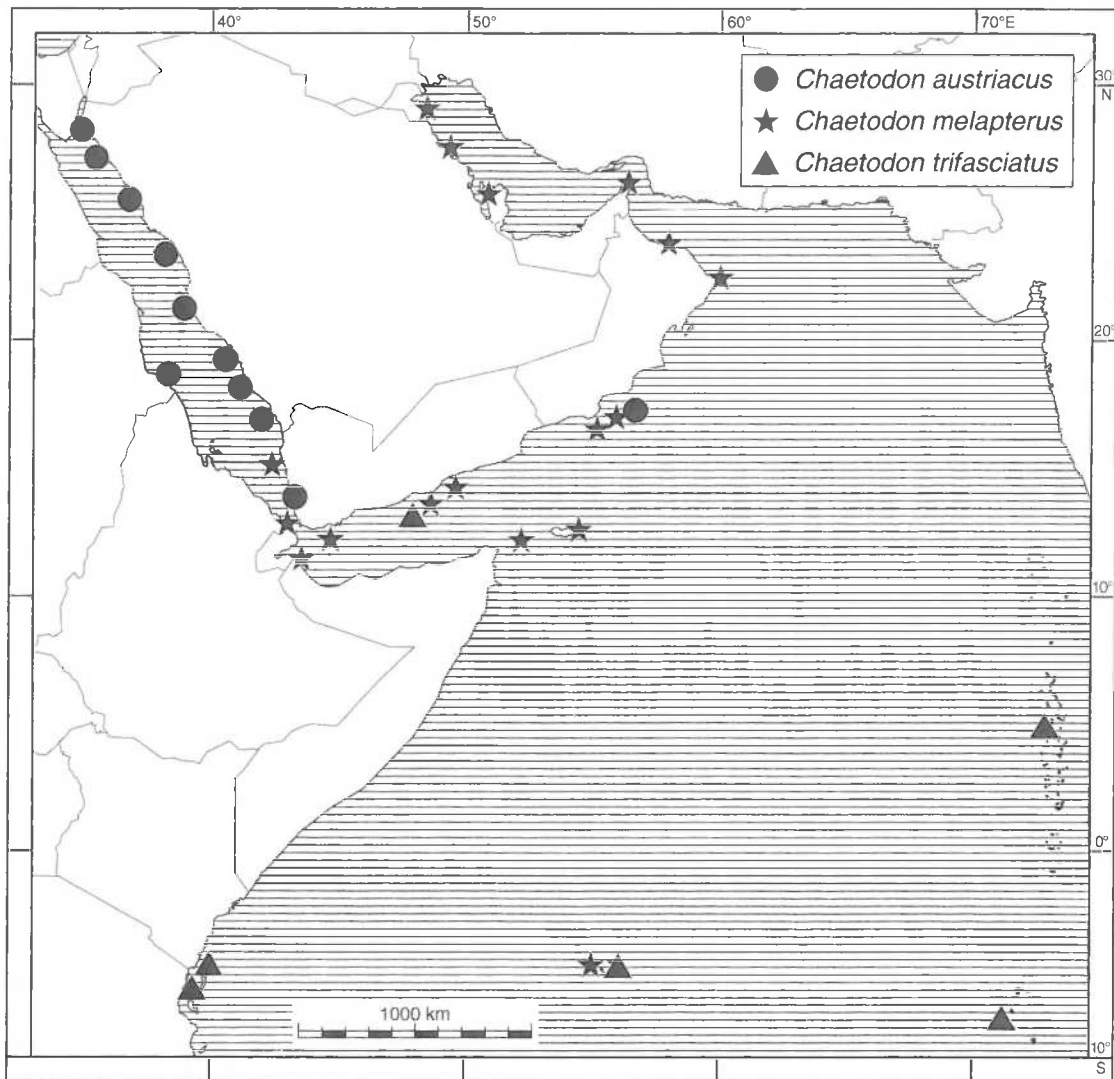 40° 50° 60° 70°E
30°
N
Chaetodon austriacus
Chaetodon melapterus
Chaetodon trifasciatus
20°
10°
0°
1000 km
10°
S